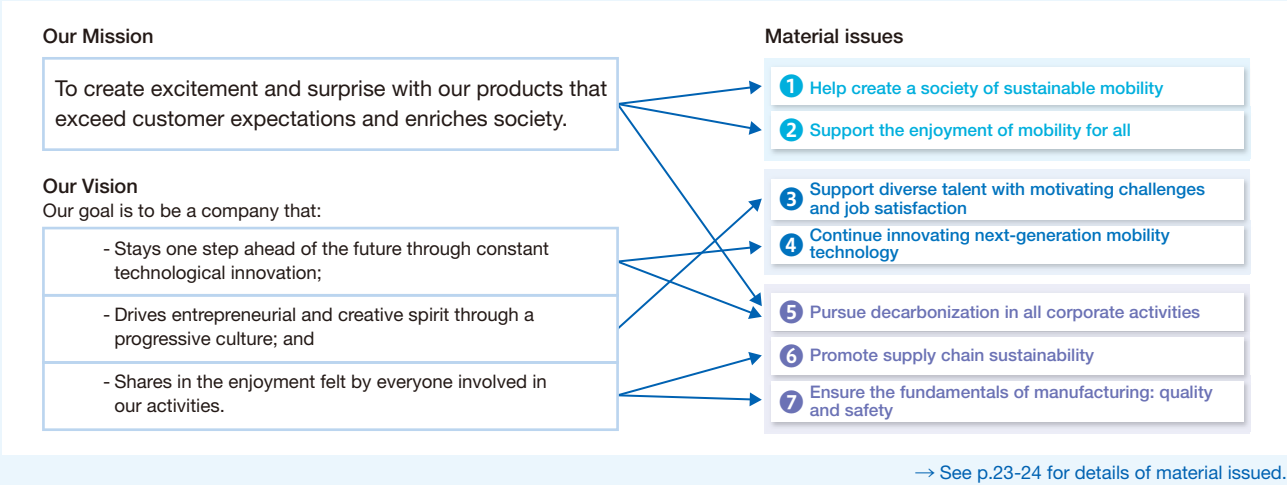 Our Mission
To create excitement and surprise with our products that
exceed customer expectations and enriches society.
Our Vision
Our goal is to be a company that:
- Stays one step ahead of the future through constant
technological innovation;
- Drives entrepreneurial and creative spirit through a
progressive culture; and
- Shares in the enjoyment felt by everyone involved in
our activities.
Material issues
1 Help create a society of sustainable mobility
2 Support the enjoyment of mobility for all
3 Support diverse talent with motivating challenges
and job satisfaction
4 Continue innovating next-generation mobility
technology
5 Pursue decarbonization in all corporate activities
6 Promote supply chain sustainability
7 Ensure the fundamentals of manufacturing: quality
and safety
→ See p.23-24 for details of material issued.